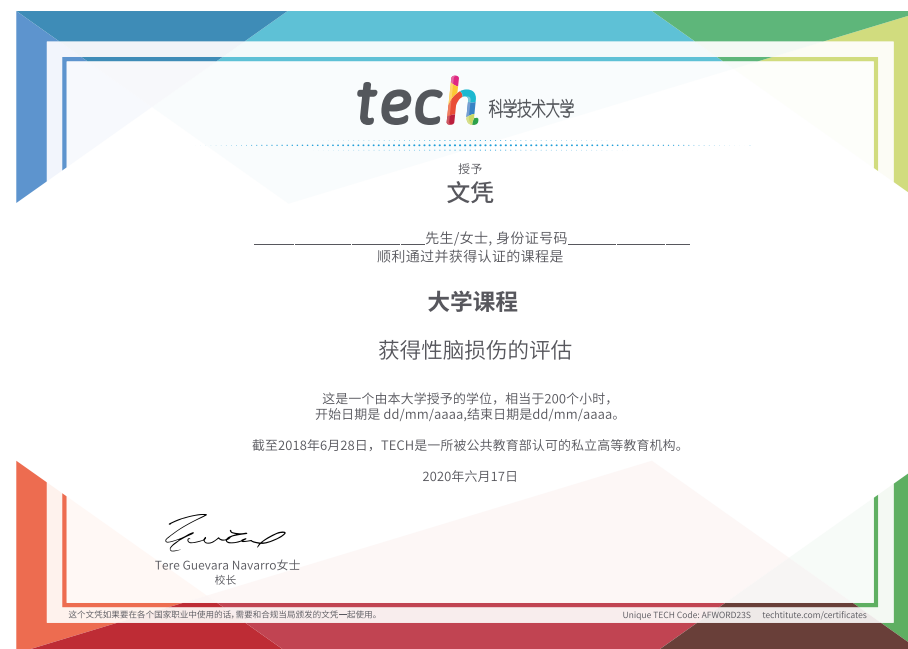 tech 科学技术大学
授予
文凭
________________________先生/女士, 身份证号码_________________
顺利通过并获得认证的课程是
大学课程
获得性脑损伤的评估
这是一个由本大学授予的学位，相当于200个小时，
开始日期是 dd/mm/aaaa,结束日期是dd/mm/aaaa。
截至2018年6月28日，TECH是一所被公共教育部认可的私立高等教育机构。
2020年六月17日
Tere Guevara Navarro女士
校长
这个文凭如果要在各个国家职业中使用的话,需要和合规当局颁发的文凭一起使用。
Unique TECH Code: AFWORD23S techtitute.com/certificates